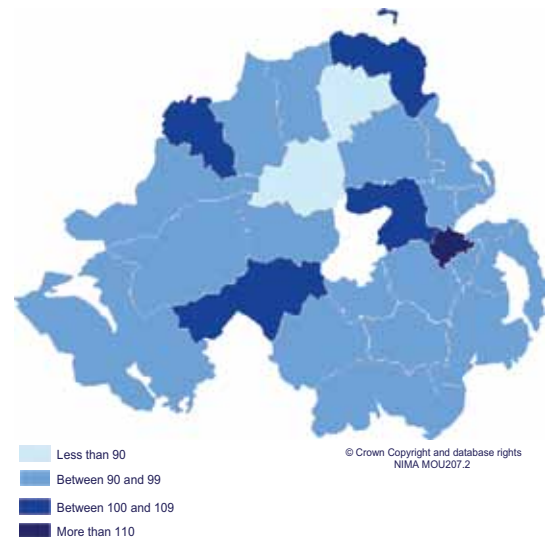 Less than 90
© Crown Copyright and database rights
NIMA MOU207.2
Between 90 and 99
Between 100 and 109
More than 110